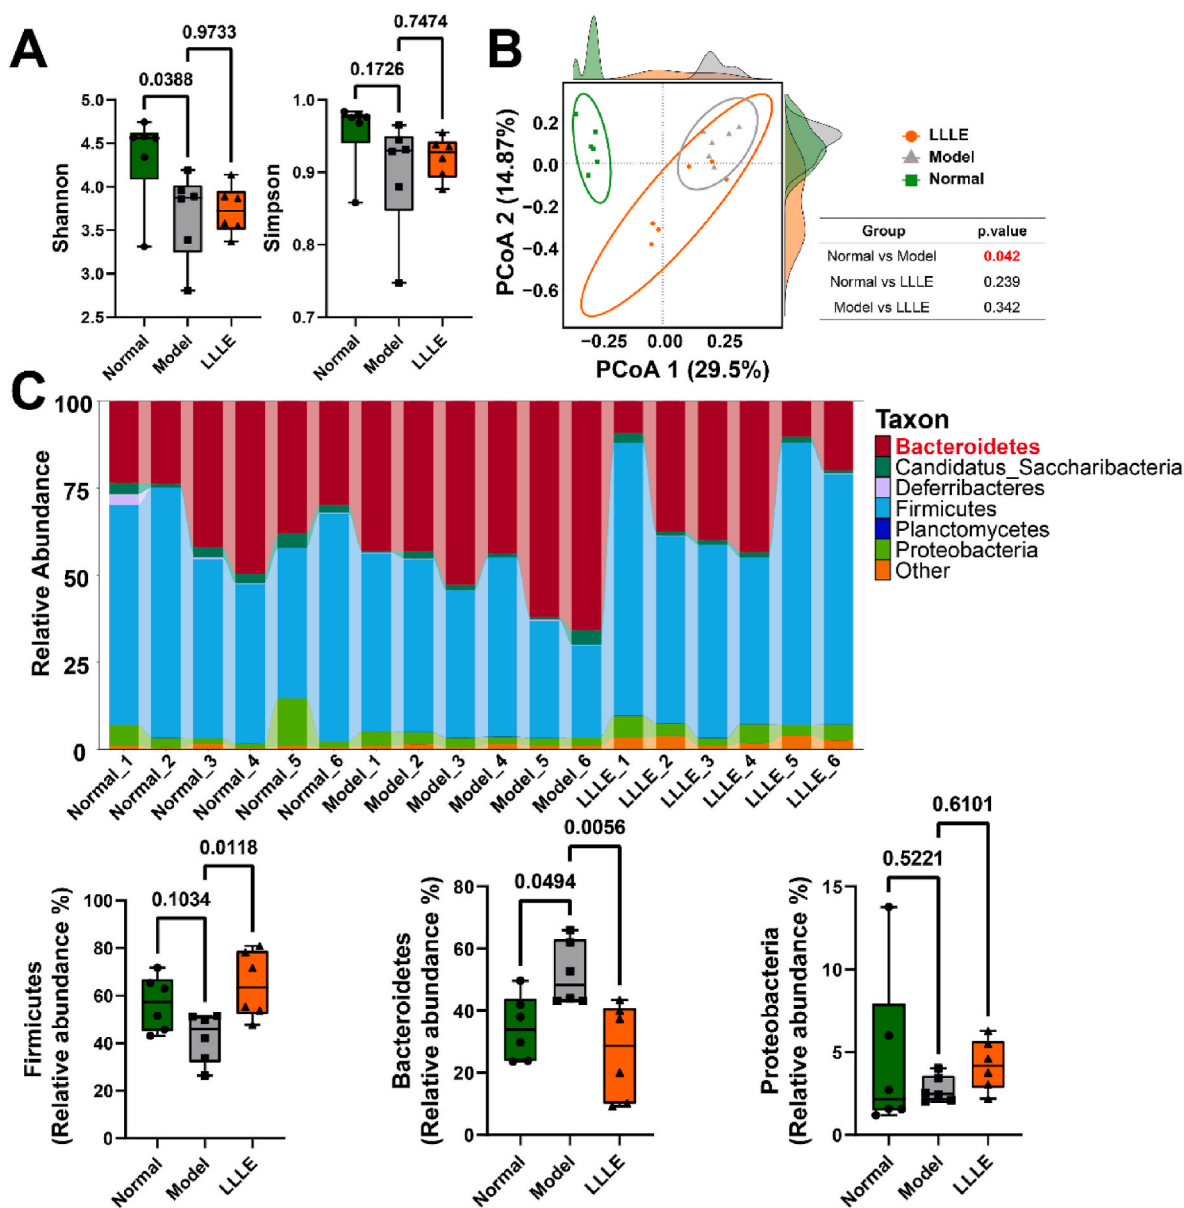 A
0.9733
0.0388
5.0
4.5
4.0
3.5
3.0
2.5
Shannon
Normal
Model
LLLE
0.7474
0.1726
1.0
0.9
0.8
0.7
Simpson
Normal
Model
LLLE
B
0.2
0.0
−0.2
−0.4
−0.6
PCoA 2 (14.87%)
−0.25
0.00
0.25
PCoA 1 (29.5%)
LLLE
Model
Normal
Group p.value
Normal vs Model 0.042
Normal vs LLLE 0.239
Model vs LLLE 0.342
C
100
75
50
25
0
Relative Abundance
Normal_1
Normal_2
Normal_3
Normal_4
Normal_5
Normal_6
Model_1
Model_2
Model_3
Model_4
Model_5
Model_6
LLLE_1
LLLE_2
LLLE_3
LLLE_4
LLLE_5
LLLE_6
Taxon
Bacteroidetes
Candidatus_Saccharibacteria
Deferribacteres
Firmicutes
Planctomycetes
Proteobacteria
Other
0.0118
0.1034
100
80
60
40
20
0
Firmicutes
(Relative abundance %)
Normal
Model
LLLE
0.0056
0.0494
80
60
40
20
0
Bacteroidetes
(Relative abundance %)
Normal
Model
LLLE
0.6101
0.5221
15
10
5
0
Proteobacteria
(Relative abundance %)
Normal
Model
LLLE